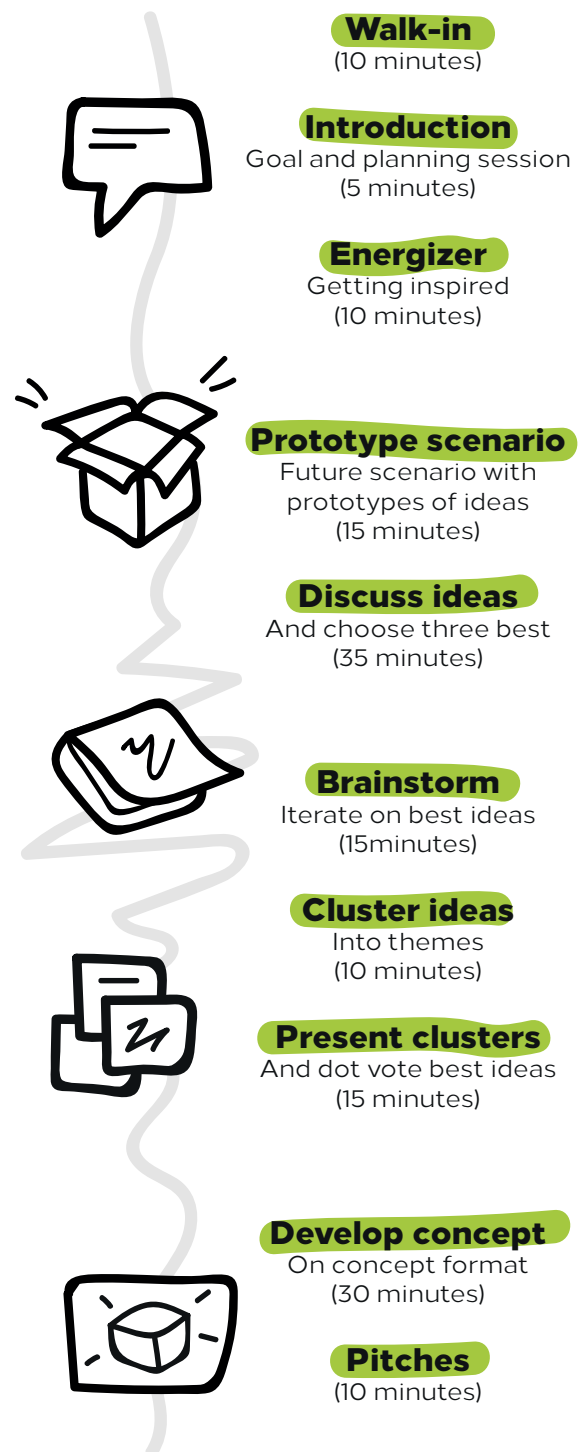 Walk-in
(10 minutes)
Introduction
Goal and planning session
(5 minutes)
Energizer
Getting inspired
(10 minutes)
Prototype scenario
Future scenario with
prototypes of ideas
(15 minutes)
Discuss ideas
And choose three best
(35 minutes)
Brainstorm
Iterate on best ideas
(15minutes)
Cluster ideas
Into themes
(10 minutes)
Present clusters
And dot vote best ideas
(15 minutes)
Develop concept
On concept format
(30 minutes)
Pitches
(10 minutes)